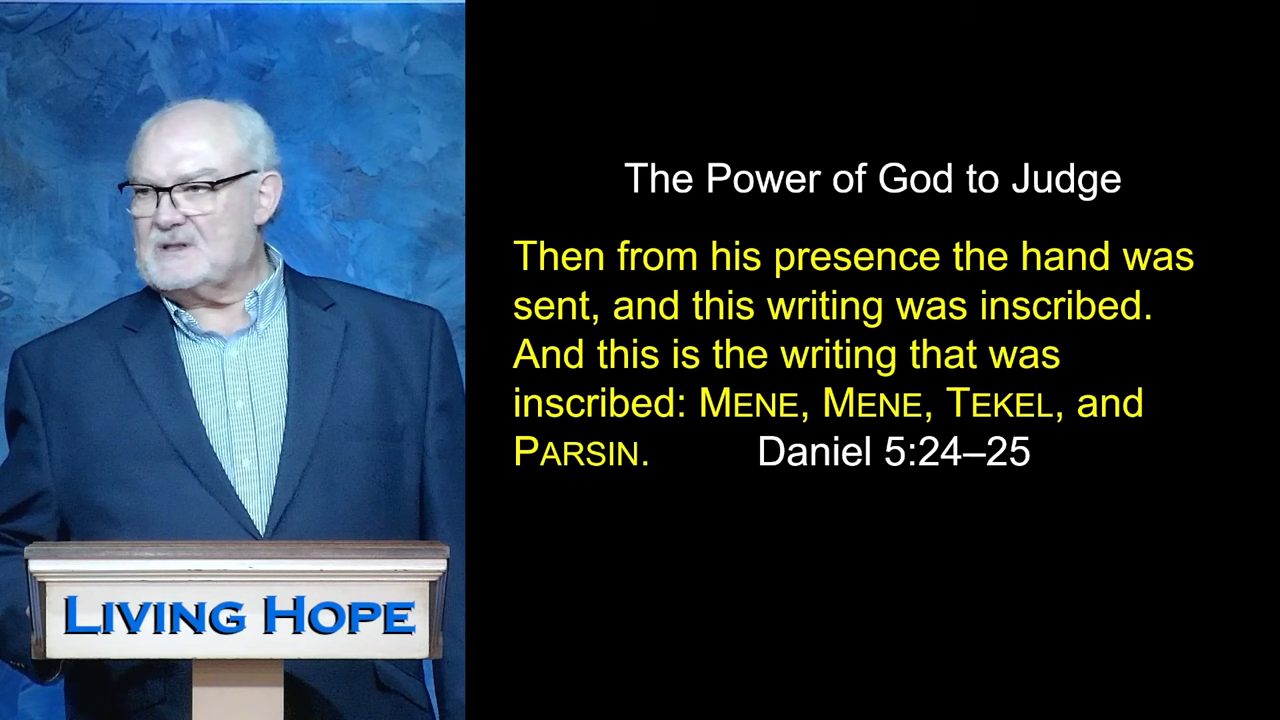 The Power of God to Judge
Then from his presence the hand was
sent, and this writing was inscribed.
And this is the writing that was
inscribed: MENE, MENE, TEKEL, and
PARSIN. Daniel 5:24–25
LIVING HOPE